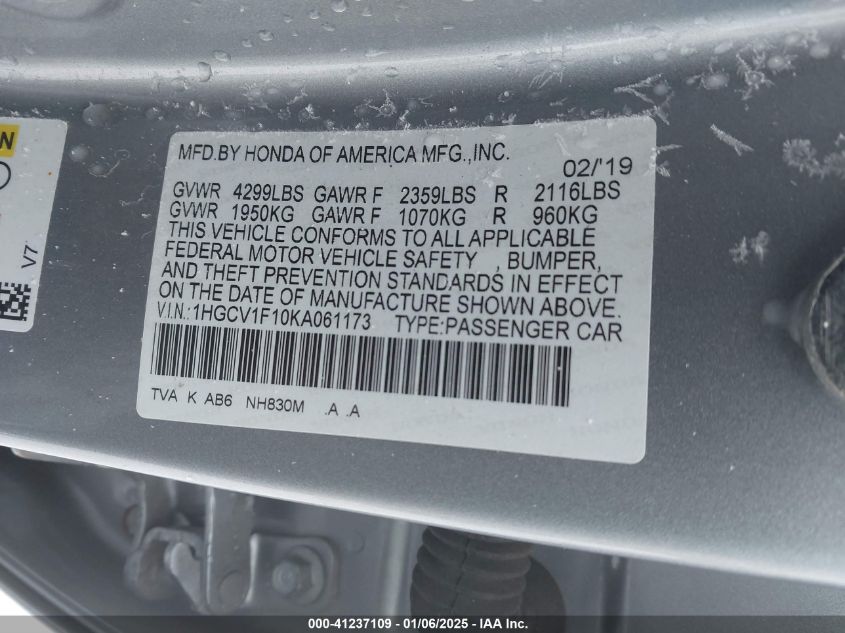 N
V7
MFD.BY HONDA OF AMERICA MFG.,INC.
02/'19
GVWR 4299LBS GAWR F 2359LBS R 2116LBS
GVWR 1950KG GAWR F 1070KG R 960KG
THIS VEHICLE CONFORMS TO ALL APPLICABLE
FEDERAL MOTOR VEHICLE SAFETY , BUMPER,
AND THEFT PREVENTION STANDARDS IN EFFECT
ON THE DATE OF MANUFACTURE SHOWN ABOVE.
V.I.N.:1HGCV1F10KA061173 TYPE:PASSENGER CAR
TVA K AB6 NH830M .A .A
000-41237109 - 01/06/2025 - IAA Inc.